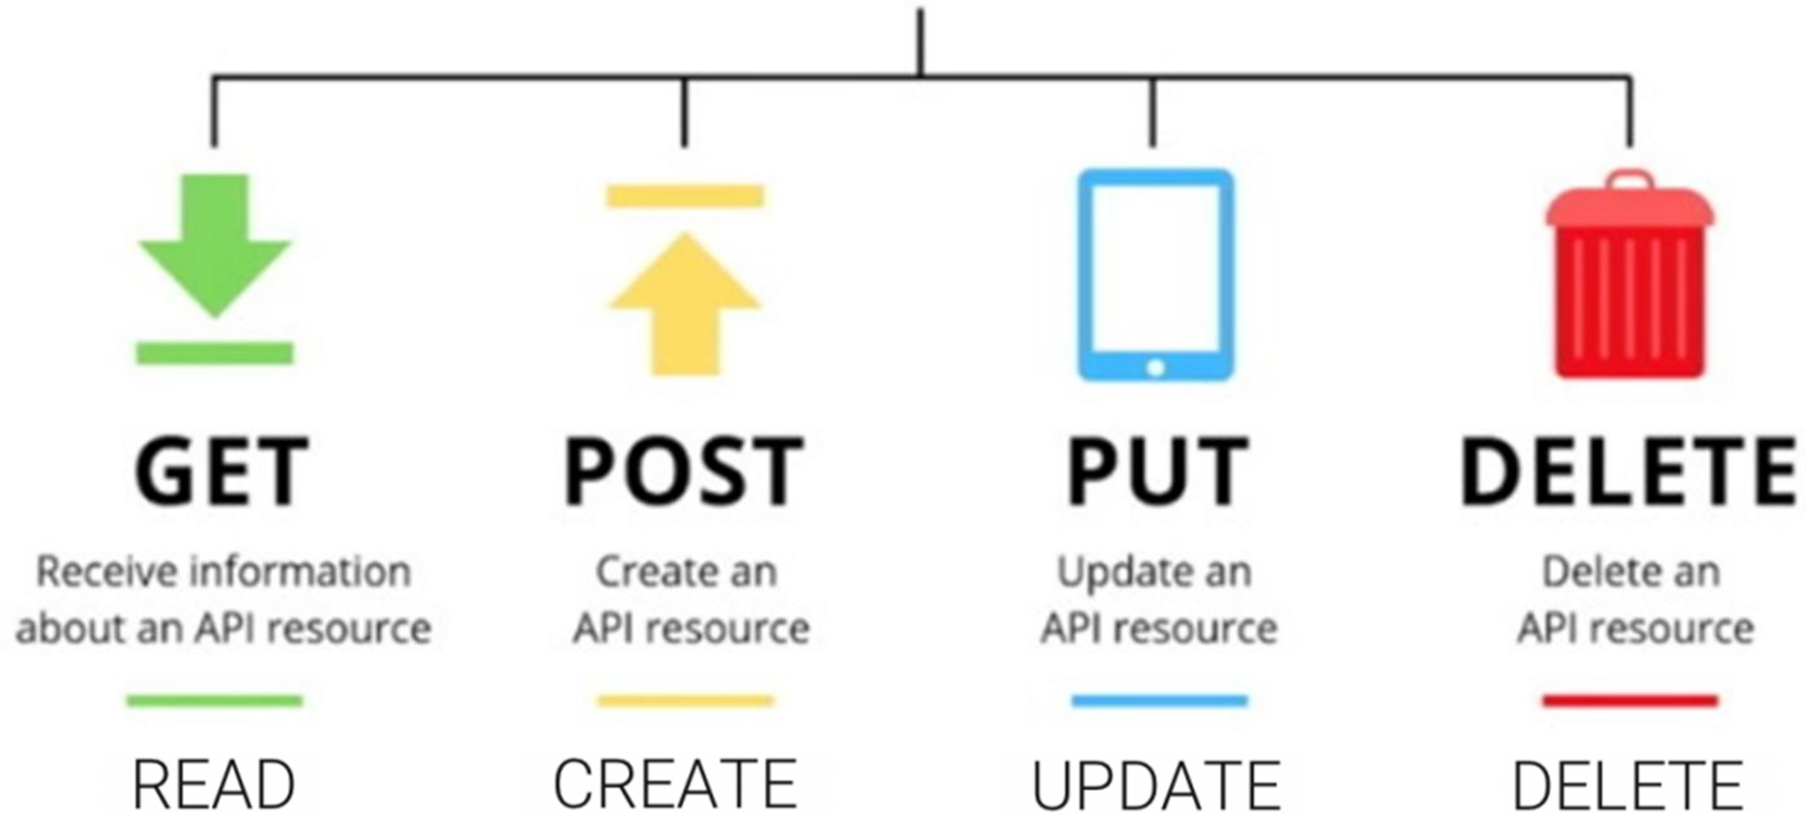 GET
Receive information
about an API resource
READ
POST
Create an
API resource
CREATE
PUT
Update an
API resource
UPDATE
DELETE
Delete an
API resource
DELETE